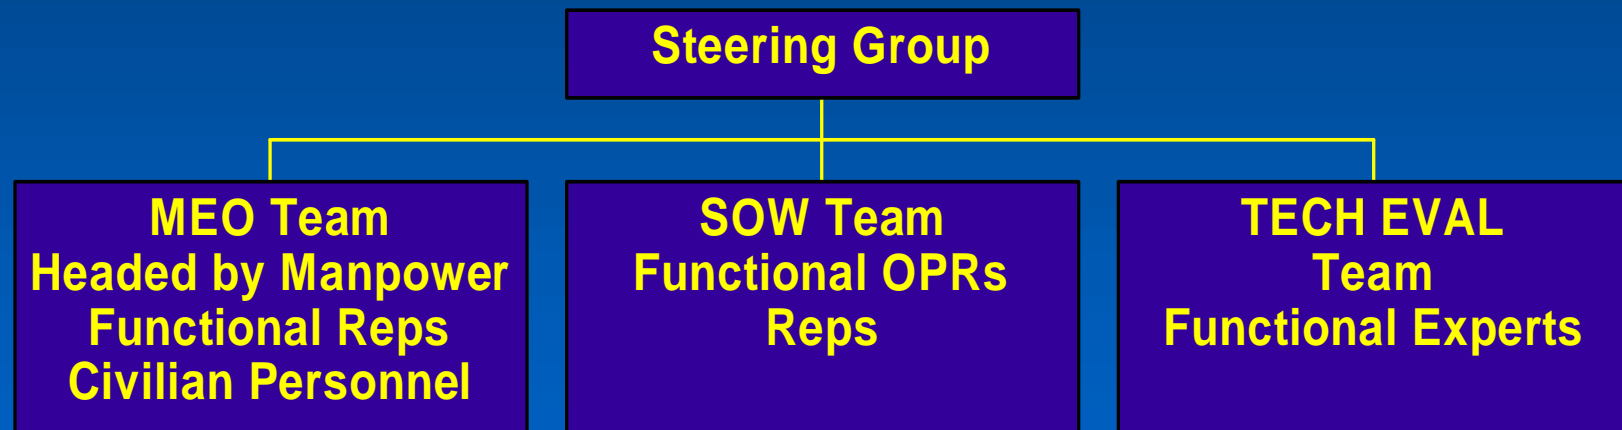 Steering Group
MEO Team
Headed by Manpower
Functional Reps
Civilian Personnel
SOW Team
Functional OPRs
Reps
TECH EVAL
Team
Functional Experts